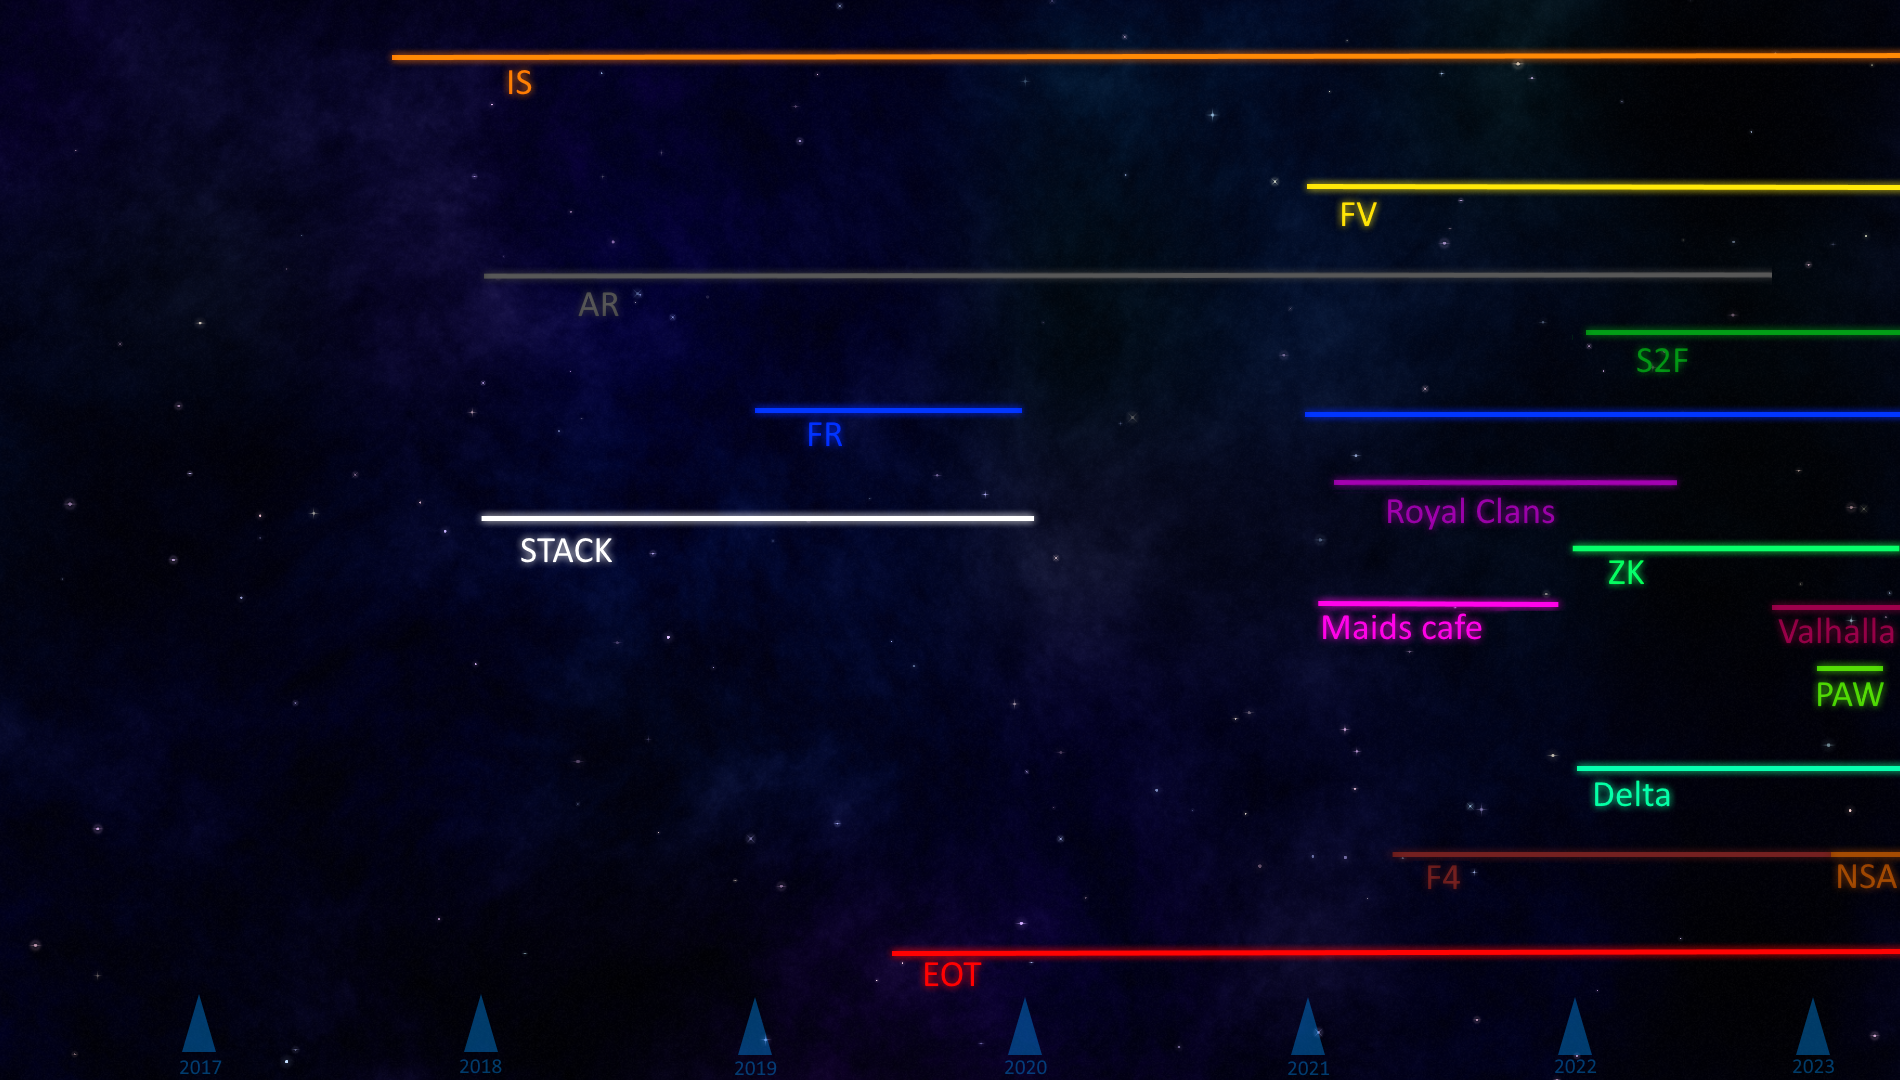 IS
FV
AR
S2F
FR
Royal Clans
STACK
ZK
Maids cafe
Valhalla
PAW
Delta
F4
NSA
EOT
2017
2018
2019
2020
2021
2022
2023